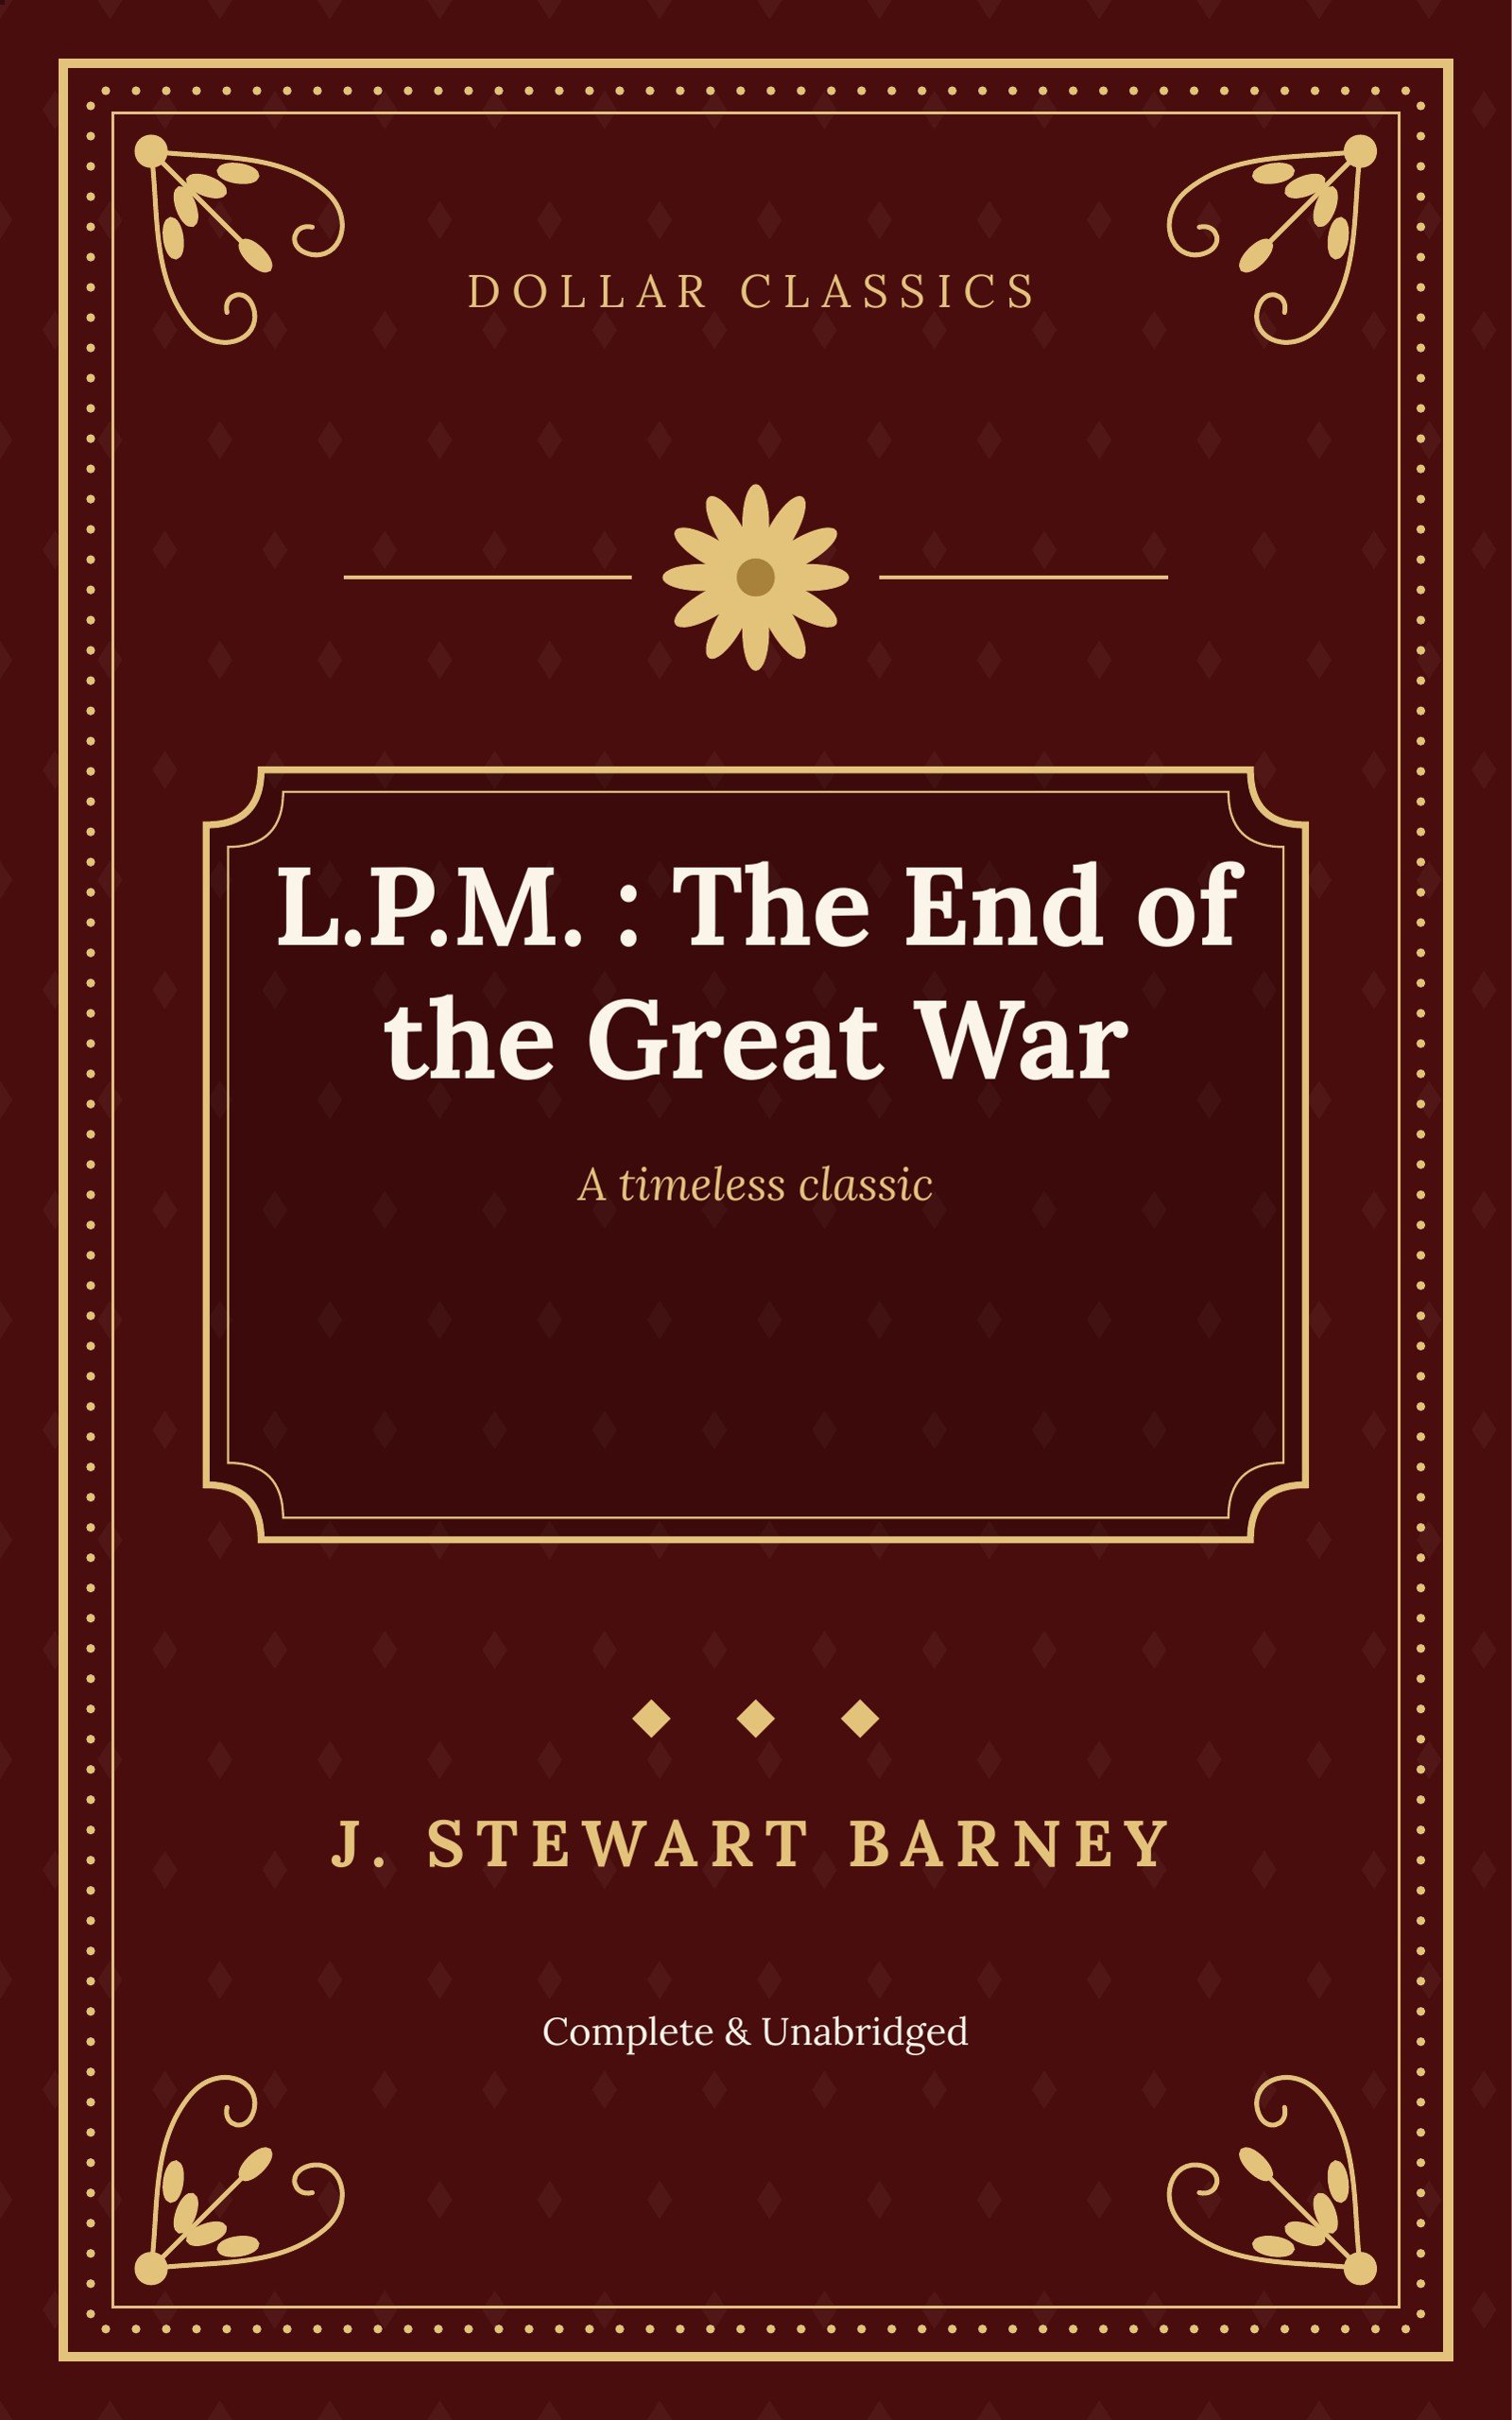 DOLLAR CLASSICS
L.P.M. : The End of
the Great War
A timeless classic
J. STEWART BARNEY
Complete & Unabridged